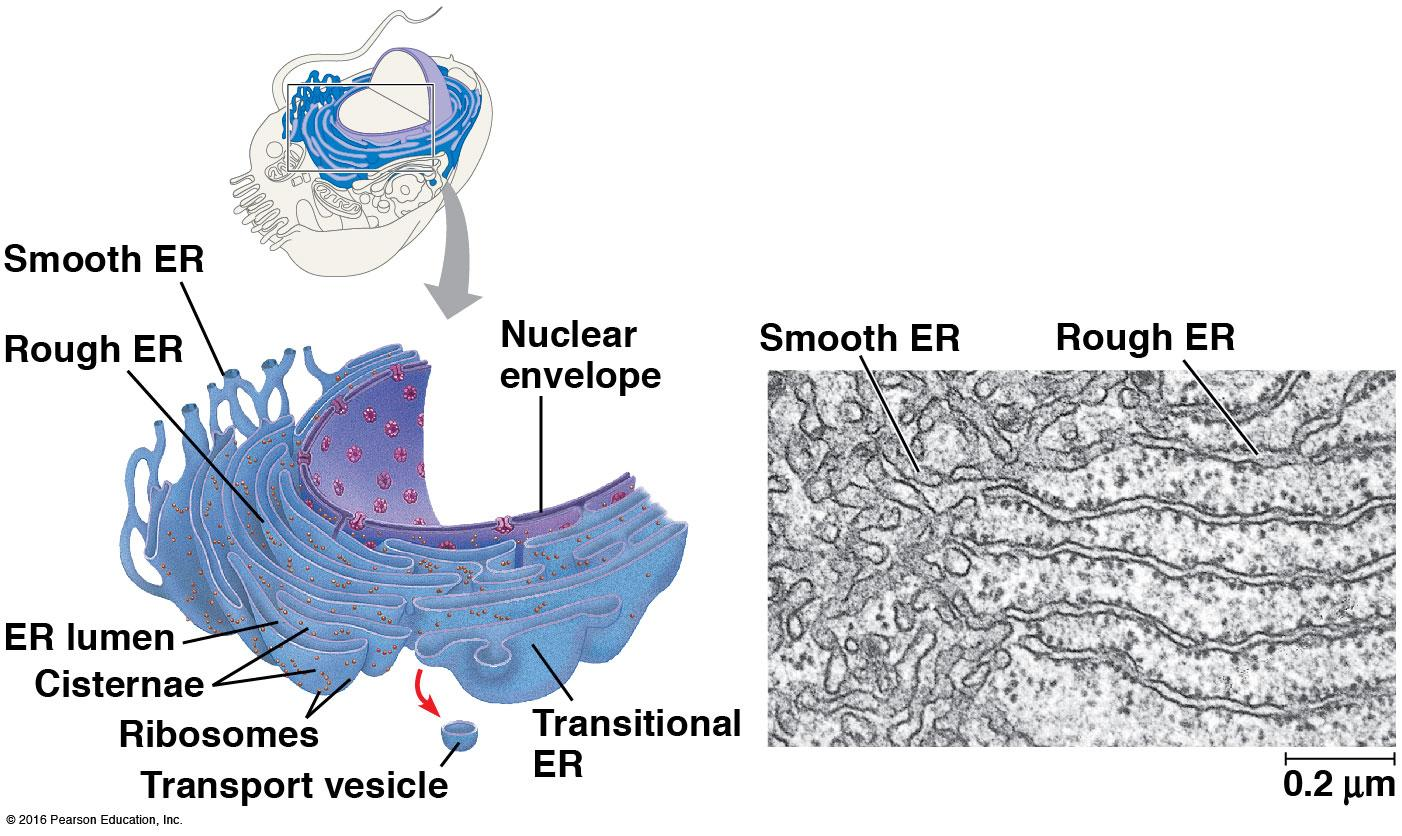 Smooth ER
Rough ER
Nuclear
envelope
ER lumen
Cisternae
Ribosomes
Transport vesicle
Transitional
ER
Smooth ER
Rough ER
0.2 μm
© 2016 Pearson Education, Inc.